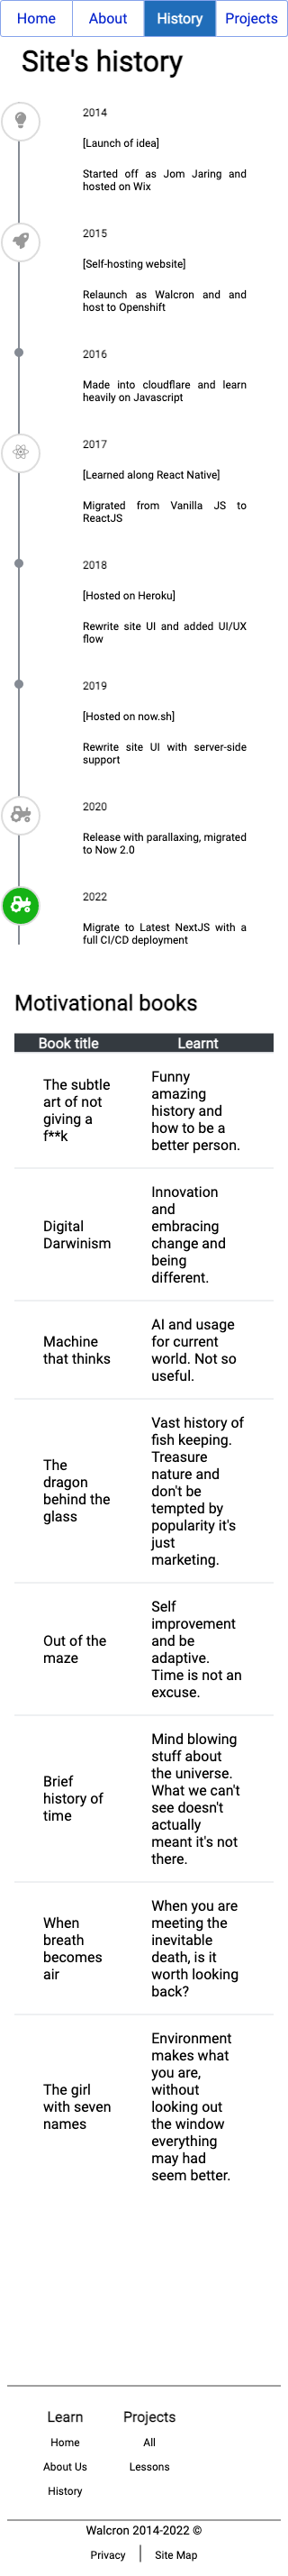 Home About History Projects
Site's history
2014
[Launch of idea]
Started off as Jom Jaring and
hosted on Wix
2015
[Self-hosting website]
Relaunch as Walcron and and
host to Openshift
2016
Made into cloudflare and learn
heavily on Javascript
2017
[Learned along React Native]
Migrated from Vanilla JS to
ReactJS
2018
[Hosted on Heroku]
Rewrite site UI and added UI/UX
flow
2019
[Hosted on now.sh]
Rewrite site UI with server-side
support
2020
Release with parallaxing, migrated
to Now 2.0
2022
Migrate to Latest NextJS with a
full CI/CD deployment
Motivational books
Book title Learnt
The subtle
art of not
giving a
f**k
Funny
amazing
history and
how to be a
better person.
Digital
Darwinism
Innovation
and
embracing
change and
being
different.
Machine
that thinks
AI and usage
for current
world. Not so
useful.
The
dragon
behind the
glass
Vast history of
fish keeping.
Treasure
nature and
don't be
tempted by
popularity it's
just
marketing.
Out of the
maze
Self
improvement
and be
adaptive.
Time is not an
excuse.
Brief
history of
time
Mind blowing
stuff about
the universe.
What we can't
see doesn't
actually
meant it's not
there.
When
breath
becomes
air
When you are
meeting the
inevitable
death, is it
worth looking
back?
The girl
with seven
names
Environment
makes what
you are,
without
looking out
the window
everything
may had
seem better.
Learn Projects
Home All
About Us Lessons
History
Walcron 2014-2022 ©
Privacy Site Map